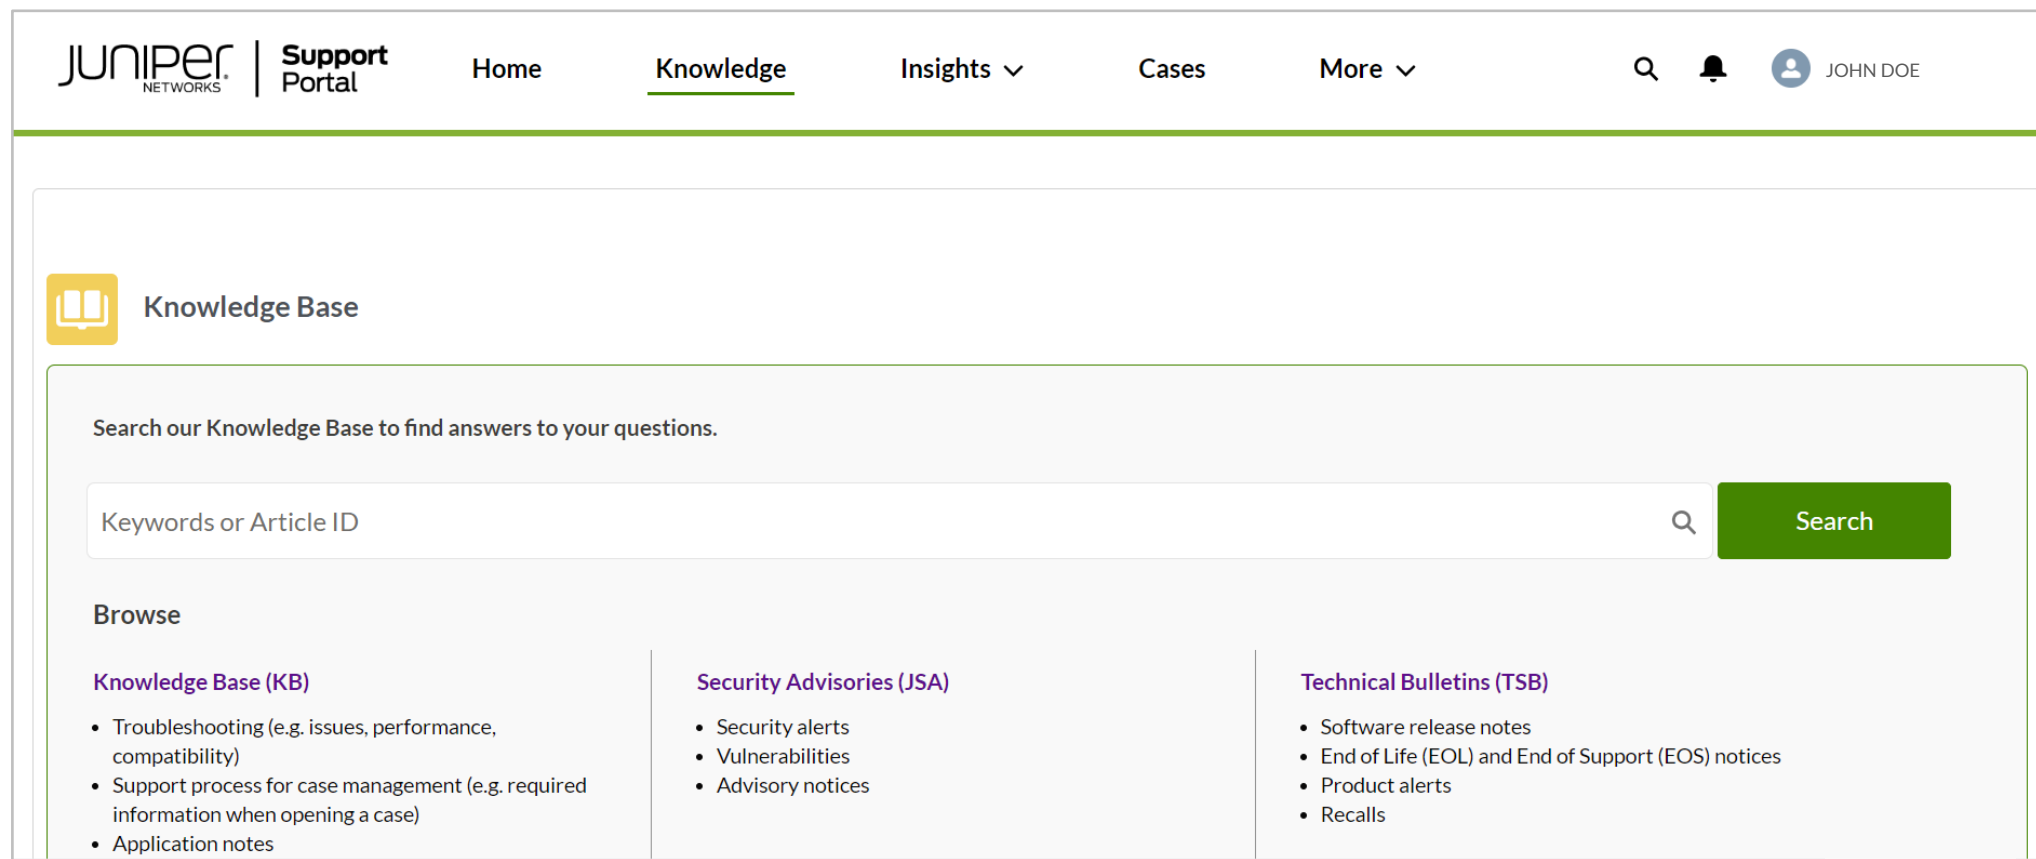 JUNIPER NETWORKS Support Portal Home Knowledge Insights Cases More JOHN DOE
Knowledge Base
Search our Knowledge Base to find answers to your questions.
Keywords or Article ID Search
Browse
Knowledge Base (KB)
• Troubleshooting (e.g. issues, performance,
compatibility)
• Support process for case management (e.g. required
information when opening a case)
• Application notes
Security Advisories (JSA)
• Security alerts
• Vulnerabilities
• Advisory notices
Technical Bulletins (TSB)
• Software release notes
• End of Life (EOL) and End of Support (EOS) notices
• Product alerts
• Recalls